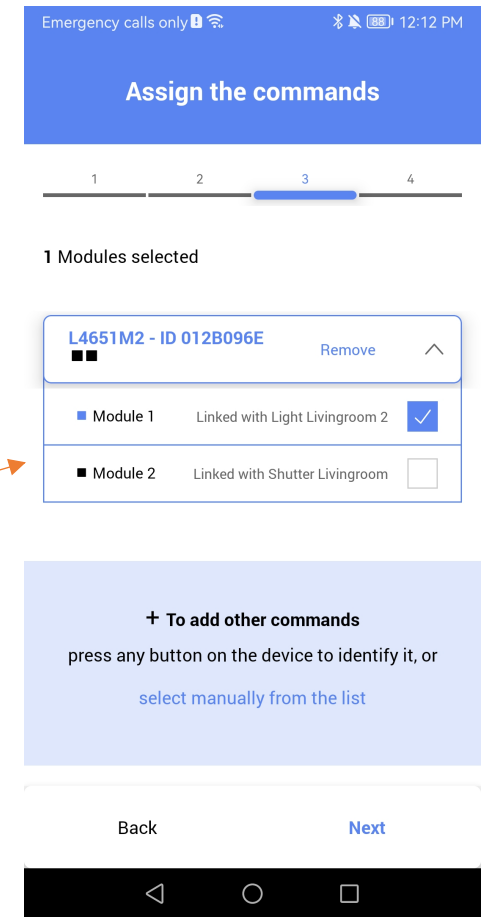 Emergency calls only 88 12:12 PM
Assign the commands
1 2 3 4
1 Modules selected
L4651M2 - ID 012B096E
Remove
Module 1 Linked with Light Livingroom 2
Module 2 Linked with Shutter Livingroom
+ To add other commands
press any button on the device to identify it, or
select manually from the list
Back Next